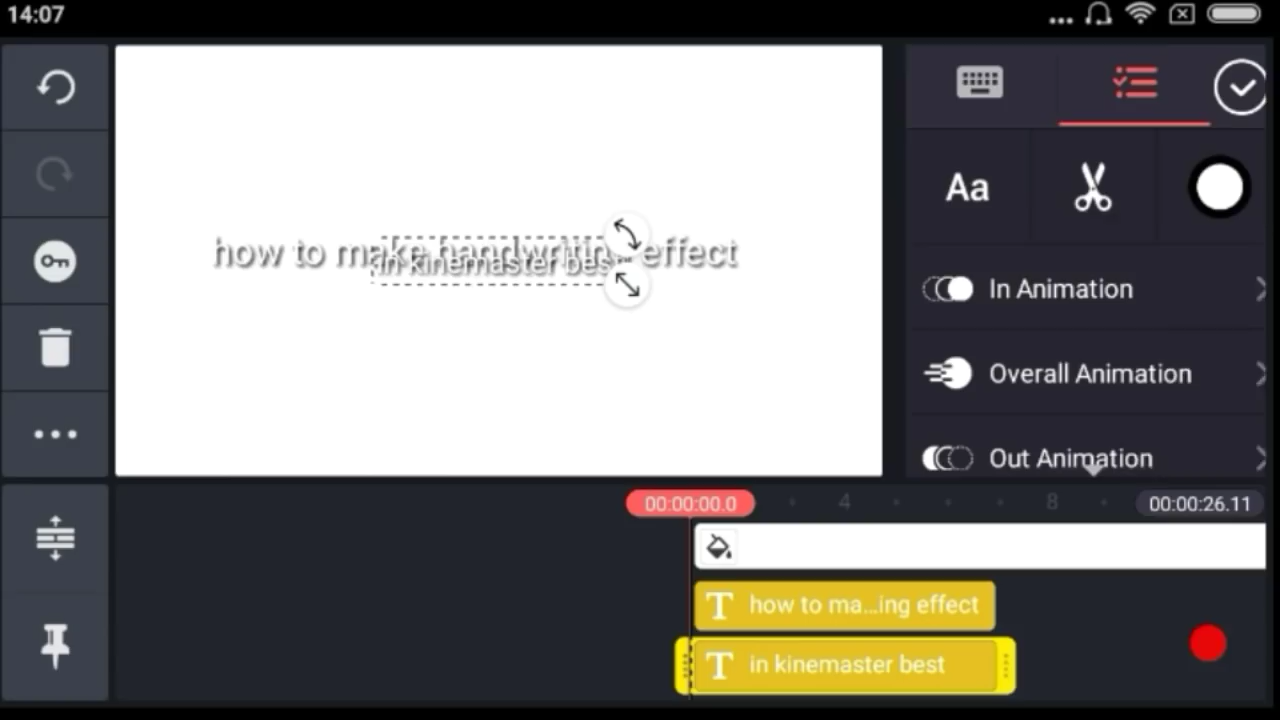 14:07
how to make handwriting effect
in kinemaster best
Aa
In Animation
Overall Animation
Out Animation
00:00:00.0
4
8
00:00:26.11
T how to ma...ing effect
T in kinemaster best